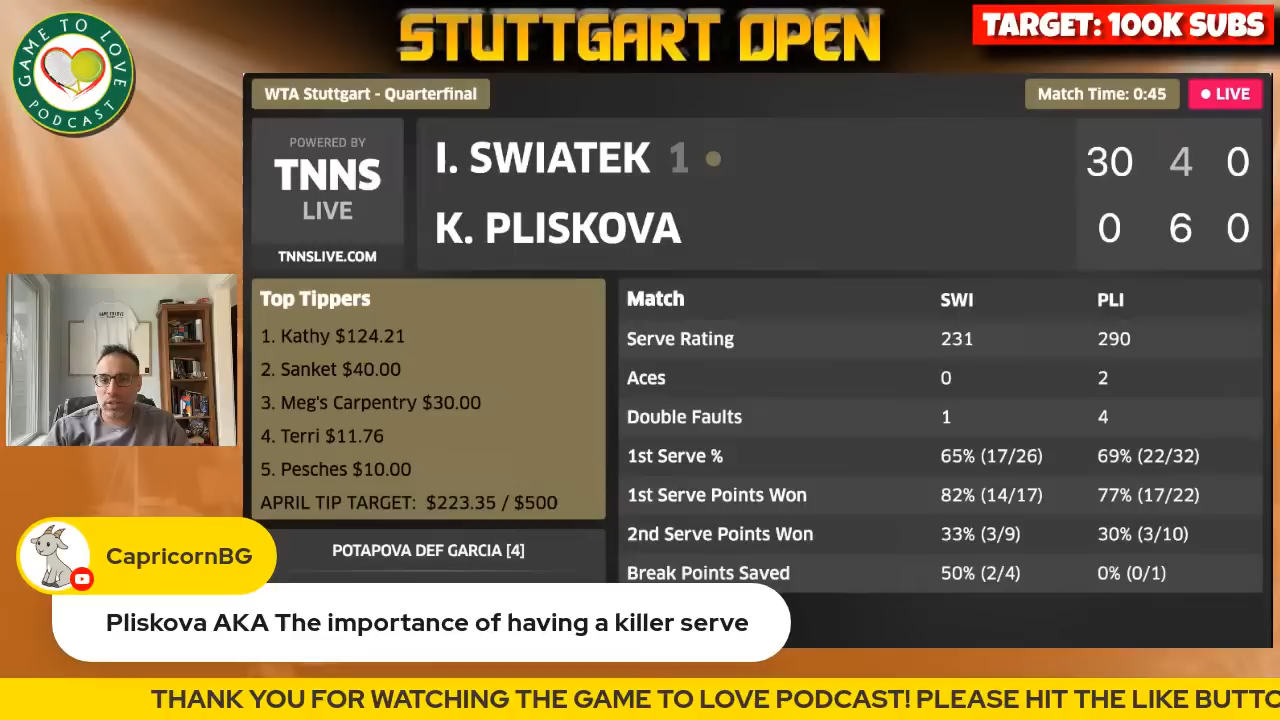 GAME TO LOVE
PODCAST
STUTTGART OPEN
TARGET: 100K SUBS
WTA Stuttgart - Quarterfinal
Match Time: 0:45
LIVE
POWERED BY
TNNS
LIVE
TNNSLIVE.COM
I. SWIATEK 1 30 4 0
K. PLISKOVA 0 6 0
Top Tippers
1. Kathy $124.21
2. Sanket $40.00
3. Meg's Carpentry $30.00
4. Terri $11.76
5. Pesches $10.00
APRIL TIP TARGET: $223.35 / $500
POTAPOVA DEF GARCIA [4]
Match SWI PLI
Serve Rating 231 290
Aces 0 2
Double Faults 1 4
1st Serve % 65% (17/26) 69% (22/32)
1st Serve Points Won 82% (14/17) 77% (17/22)
2nd Serve Points Won 33% (3/9) 30% (3/10)
Break Points Saved 50% (2/4) 0% (0/1)
CapricornBG
Pliskova AKA The importance of having a killer serve
THANK YOU FOR WATCHING THE GAME TO LOVE PODCAST! PLEASE HIT THE LIKE BUTTO